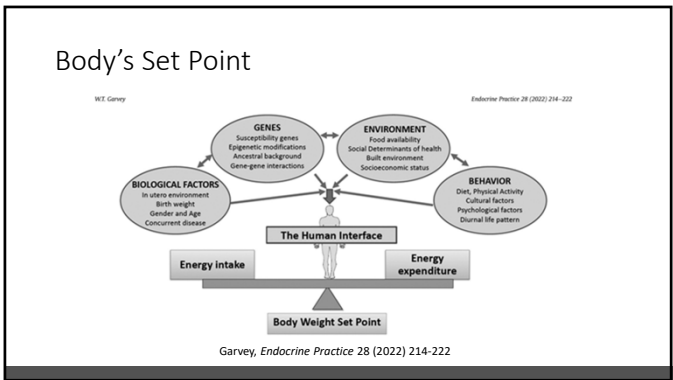 Body's Set Point
W.T. Garvey
Endocrine Practice 28 (2022) 214–222
GENES
Susceptibility genes
Epigenetic modifications
Ancestral background
Gene-gene interactions
ENVIRONMENT
Food availability
Social Determinants of health
Built environment
Socioeconomic status
BIOLOGICAL FACTORS
In utero environment
Birth weight
Gender and Age
Concurrent disease
BEHAVIOR
Diet, Physical Activity
Cultural factors
Psychological factors
Diurnal life pattern
The Human Interface
Energy intake
Energy
expenditure
Body Weight Set Point
Garvey, Endocrine Practice 28 (2022) 214-222